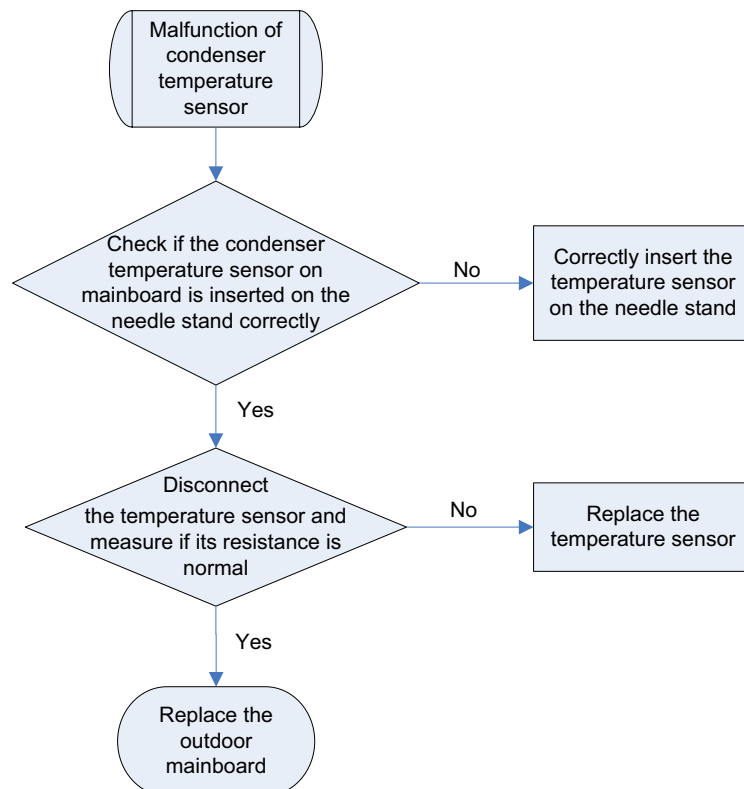 Malfunction of
condenser
temperature
sensor
Check if the condenser
temperature sensor on
mainboard is inserted on the
needle stand correctly
No
Correctly insert the
temperature sensor
on the needle stand
Yes
Disconnect
the temperature sensor and
measure if its resistance is
normal
No
Replace the
temperature sensor
Yes
Replace the
outdoor
mainboard